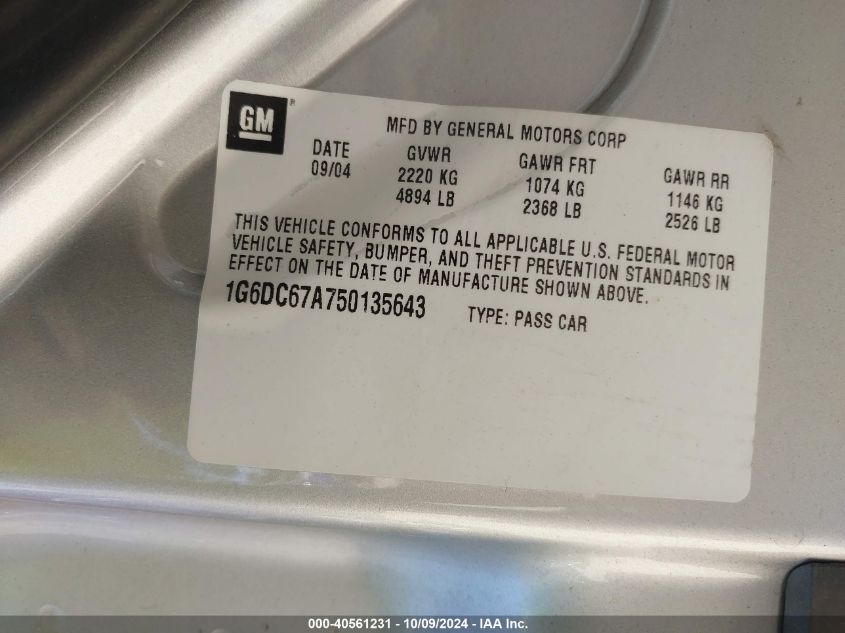 GM ®
MFD BY GENERAL MOTORS CORP
DATE GVWR GAWR FRT GAWR RR
09/04 2220 KG 1074 KG 1146 KG
4894 LB 2368 LB 2526 LB
THIS VEHICLE CONFORMS TO ALL APPLICABLE U.S. FEDERAL MOTOR
VEHICLE SAFETY, BUMPER, AND THEFT PREVENTION STANDARDS IN
EFFECT ON THE DATE OF MANUFACTURE SHOWN ABOVE.
1G6DC67A750135643 TYPE: PASS CAR
000-40561231 - 10/09/2024 - IAA Inc.